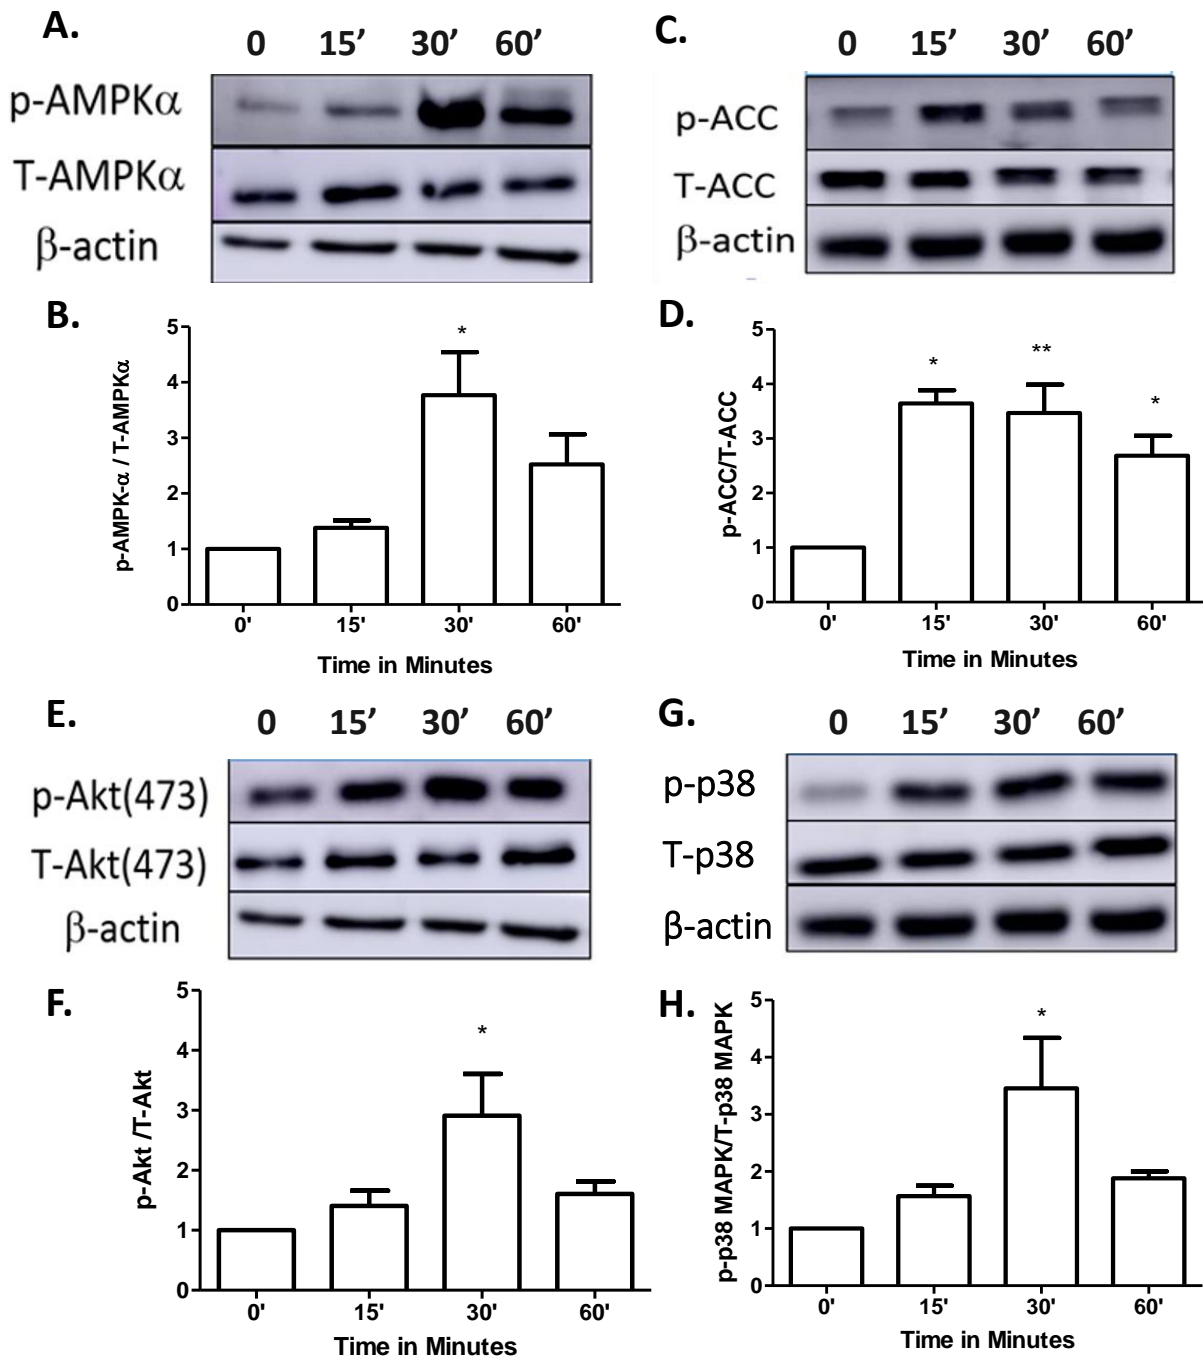 A.
0 15' 30' 60'
p-AMPKα
T-AMPKα
β-actin
B.
p-AMPK-α / T-AMPKα
5
4
3
2
1
0
*
0' 15' 30' 60'
Time in Minutes
C.
0 15' 30' 60'
p-ACC
T-ACC
β-actin
D.
p-ACC/T-ACC
5
4
3
2
1
0
* ** *
0' 15' 30' 60'
Time in Minutes
E.
0 15' 30' 60'
p-Akt(473)
T-Akt(473)
β-actin
F.
p-Akt /T-Akt
5
4
3
2
1
0
*
0' 15' 30' 60'
Time in Minutes
G.
0 15' 30' 60'
p-p38
T-p38
β-actin
H.
p-p38 MAPK/T-p38 MAPK
5
4
3
2
1
0
*
0' 15' 30' 60'
Time in Minutes